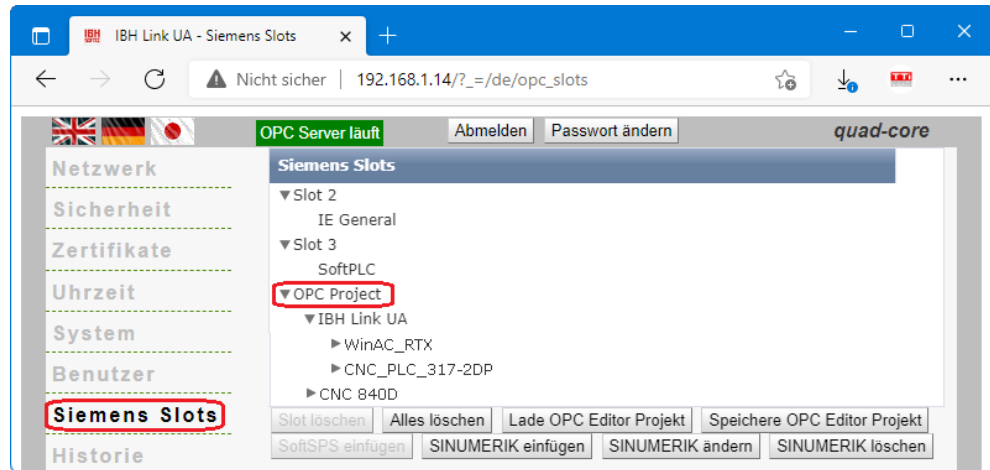 IBH Link UA - Siemens Slots
Nicht sicher | 192.168.1.14/?_=/de/opc_slots
OPC Server läuft Abmelden Passwort ändern quad-core
Netzwerk
Sicherheit
Zertifikate
Uhrzeit
System
Benutzer
Siemens Slots
Historie
Siemens Slots
Slot 2
IE General
Slot 3
SoftPLC
OPC Project
IBH Link UA
WinAC_RTX
CNC_PLC_317-2DP
CNC 840D
Slot löschen Alles löschen Lade OPC Editor Projekt Speichere OPC Editor Projekt
SoftSPS einfügen SINUMERIK einfügen SINUMERIK ändern SINUMERIK löschen